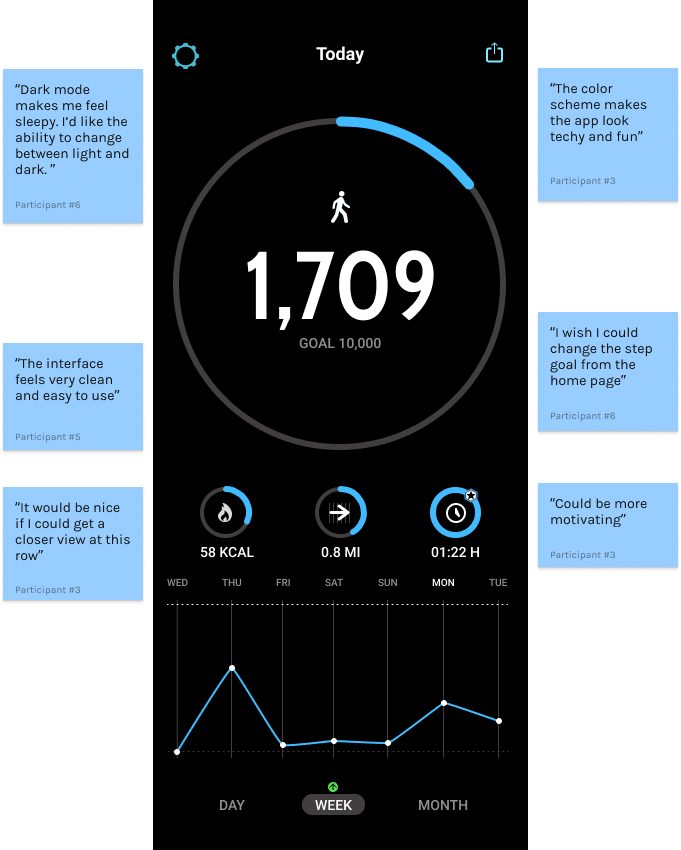 Today
"Dark mode
makes me feel
sleepy. I'd like the
ability to change
between light and
dark. "
Participant #6
"The color
scheme makes
the app look
techy and fun"
Participant #3
1,709
GOAL 10,000
"The interface
feels very clean
and easy to use"
Participant #5
"I wish I could
change the step
goal from the
home page"
Participant #6
"It would be nice
if I could get a
closer view at this
row"
Participant #3
"Could be more
motivating"
Participant #3
58 KCAL 0.8 MI 01:22 H
WED THU FRI SAT SUN MON TUE
DAY WEEK MONTH